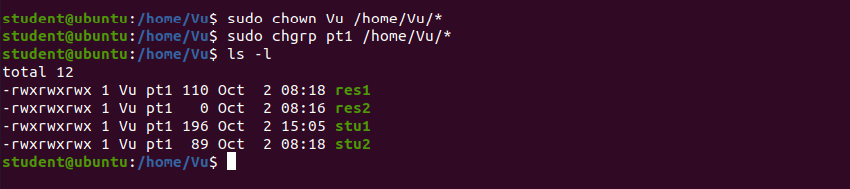 student@ubuntu:/home/Vu$ sudo chown Vu /home/Vu/*
student@ubuntu:/home/Vu$ sudo chgrp pt1 /home/Vu/*
student@ubuntu:/home/Vu$ ls -l
total 12
-rwxrwxrwx 1 Vu pt1 110 Oct  2 08:18 res1
-rwxrwxrwx 1 Vu pt1   0 Oct  2 08:16 res2
-rwxrwxrwx 1 Vu pt1 196 Oct  2 15:05 stu1
-rwxrwxrwx 1 Vu pt1  89 Oct  2 08:18 stu2
student@ubuntu:/home/Vu$